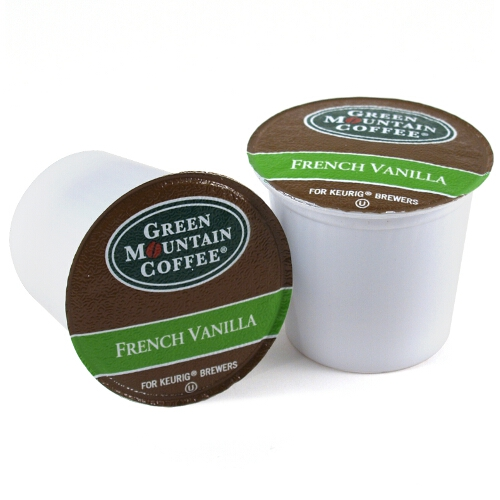 GREEN
MOUNTAIN
COFFEE®
FRENCH VANILLA
FOR KEURIG® BREWERS
U
GREEN
MOUNTAIN
COFFEE®
FRENCH VANILLA
FOR KEURIG® BREWERS
U